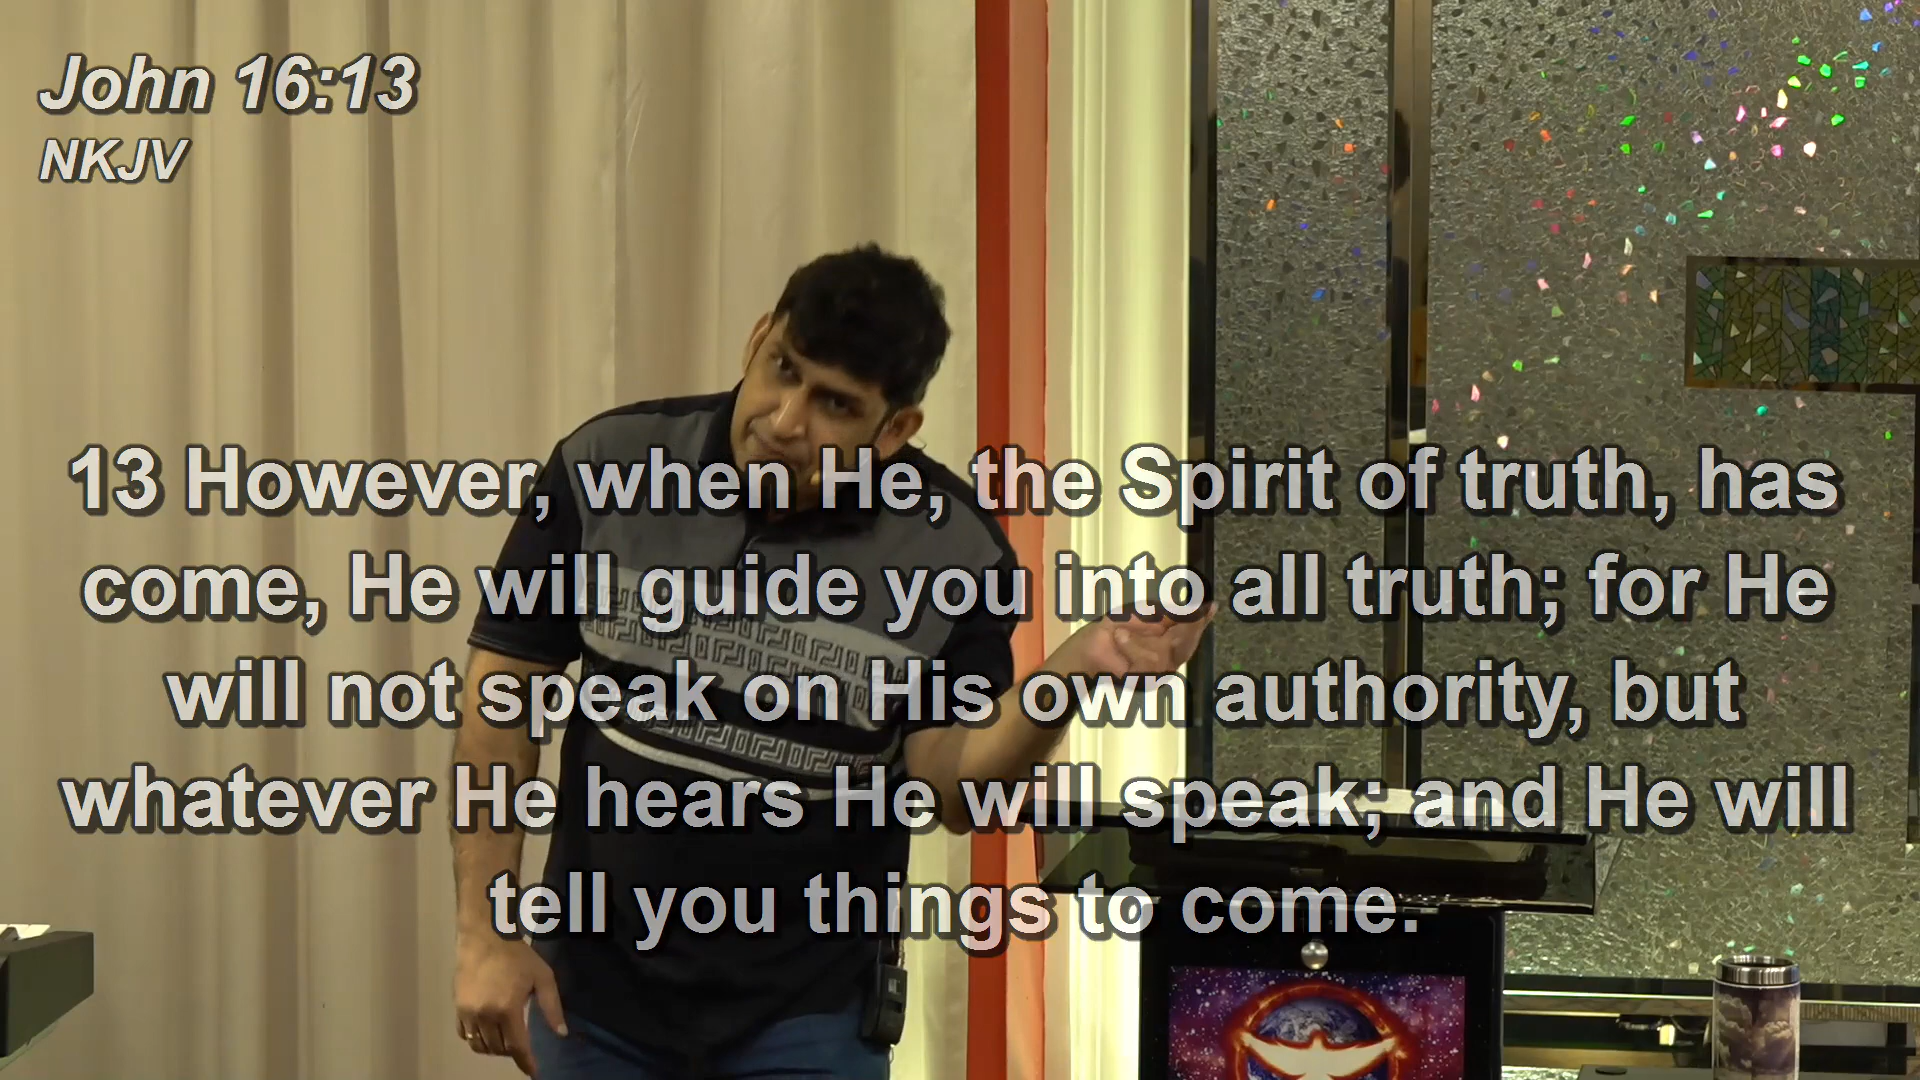 John 16:13
NKJV
13 However, when He, the Spirit of truth, has
come, He will guide you into all truth; for He
will not speak on His own authority, but
whatever He hears He will speak; and He will
tell you things to come.